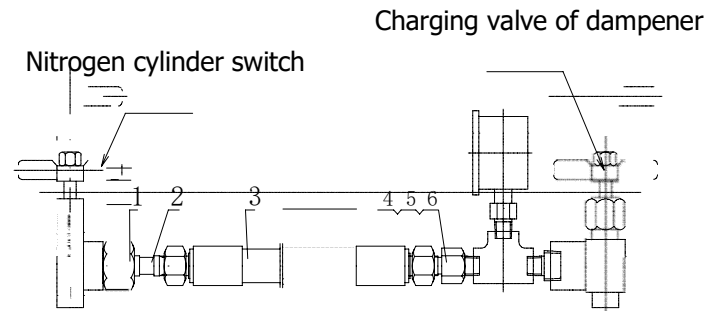 Charging valve of dampener
Nitrogen cylinder switch
1 2 3 4 5 6